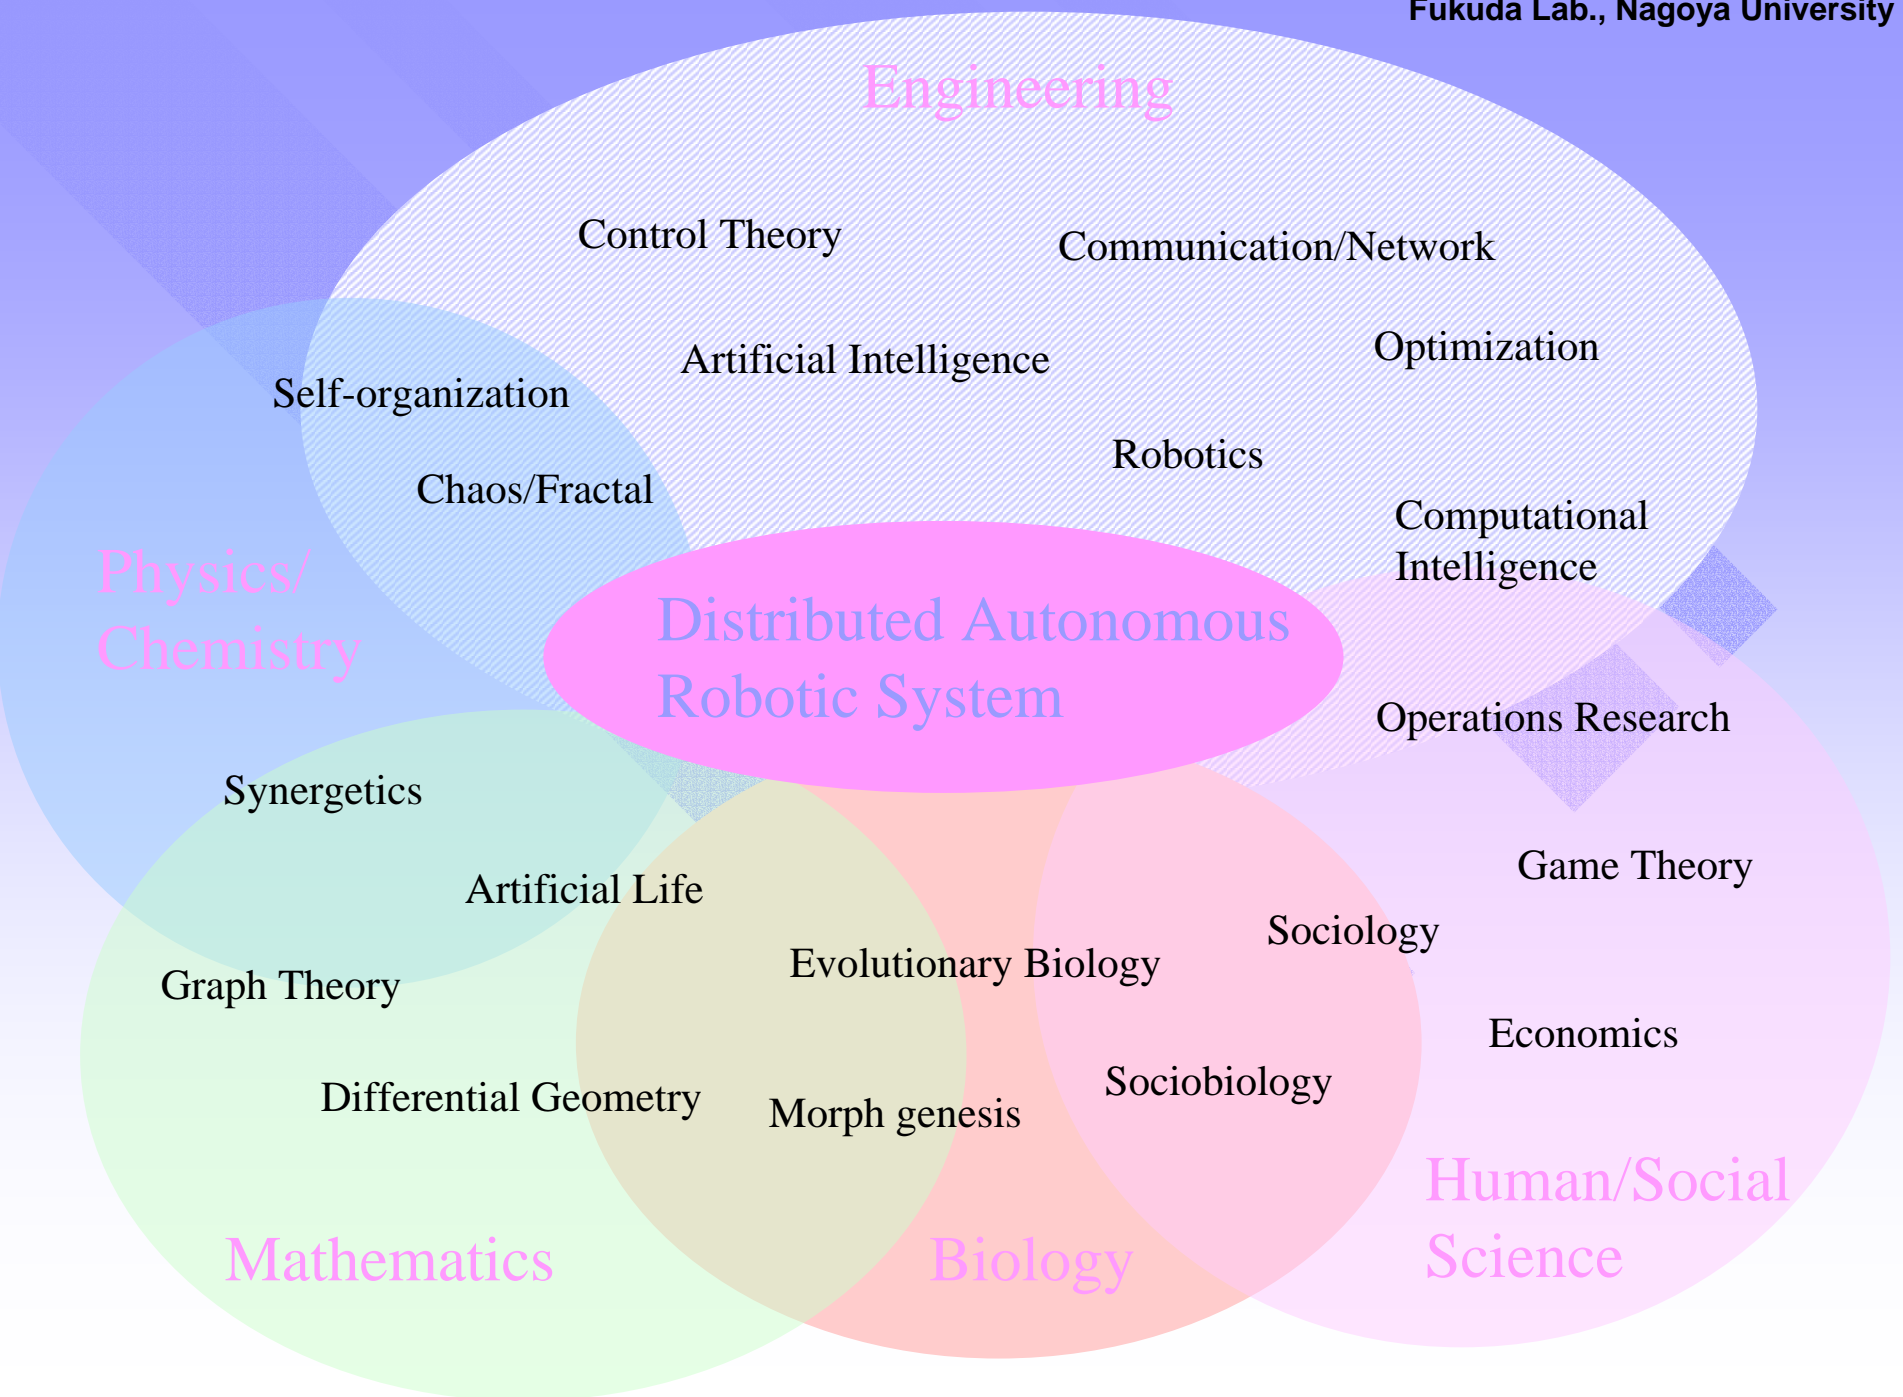 Fukuda Lab., Nagoya University
Engineering
Control Theory
Communication/Network
Artificial Intelligence
Optimization
Self-organization
Robotics
Chaos/Fractal
Computational
Intelligence
Physics/
Chemistry
Distributed Autonomous
Robotic System
Operations Research
Synergetics
Game Theory
Artificial Life
Sociology
Evolutionary Biology
Graph Theory
Economics
Sociobiology
Differential Geometry
Morph genesis
Human/Social
Science
Mathematics
Biology